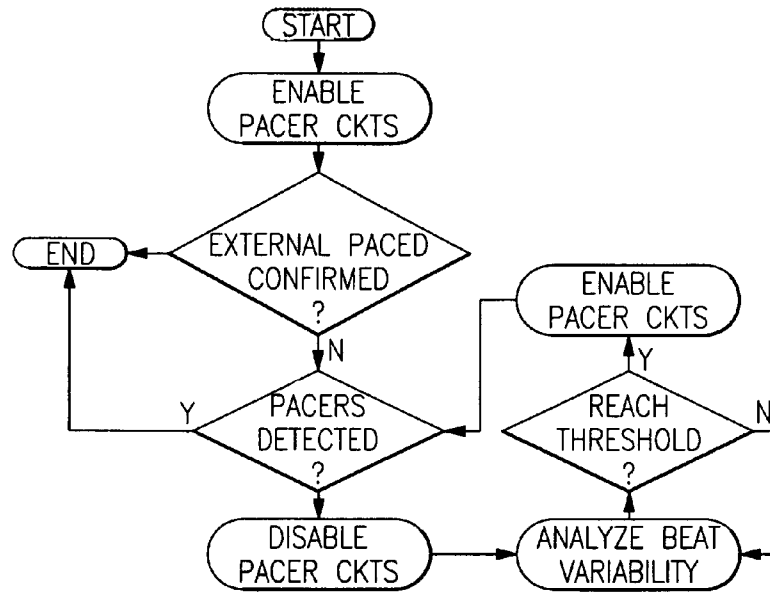 START
ENABLE
PACER CKTS
EXTERNAL PACED
CONFIRMED
?
END
N
PACERS
DETECTED
?
Y
DISABLE
PACER CKTS
ANALYZE BEAT
VARIABILITY
REACH
THRESHOLD
?
Y
N
ENABLE
PACER CKTS